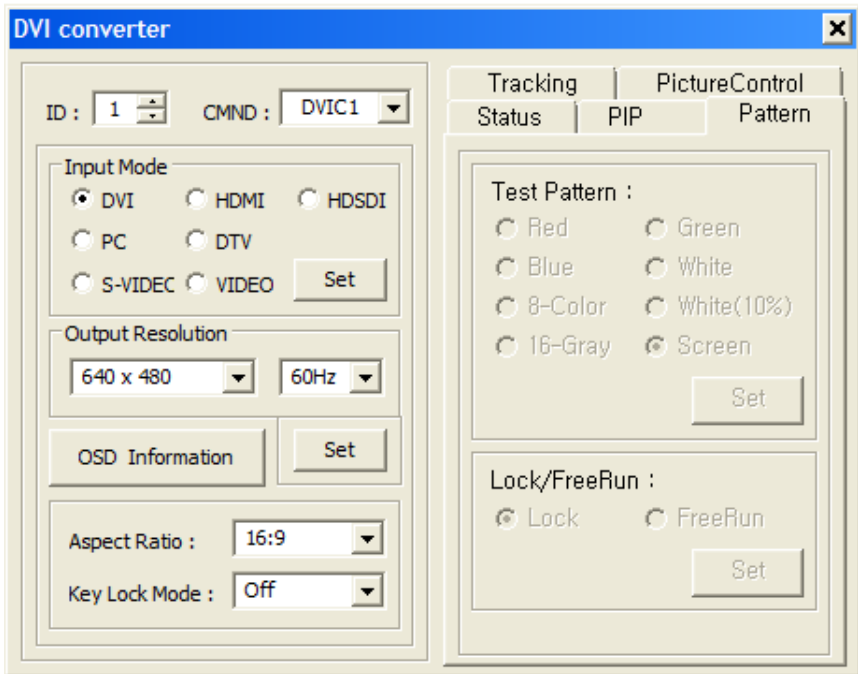 DVI converter
ID : 1 CMND : DVIC1
Input Mode
DVI HDMI HDSDI
PC DTV
S-VIDEC VIDEO Set
Output Resolution
640 x 480 60Hz
OSD Information Set
Aspect Ratio : 16:9
Key Lock Mode : Off
Tracking PictureControl
Status PIP Pattern
Test Pattern :
Red Green
Blue White
8-Color White(10%)
16-Gray Screen
Set
Lock/FreeRun :
Lock FreeRun
Set